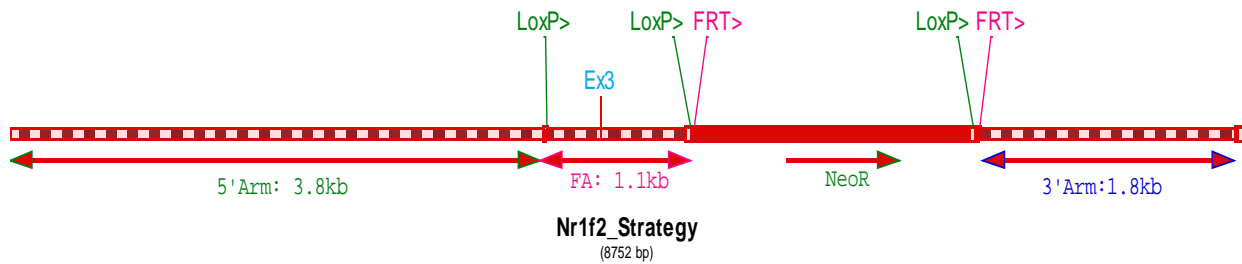 LoxP> LoxP> FRT> LoxP> FRT>
Ex3
5'Arm: 3.8kb FA: 1.1kb NeoR 3'Arm:1.8kb
Nr1f2_Strategy
(8752 bp)